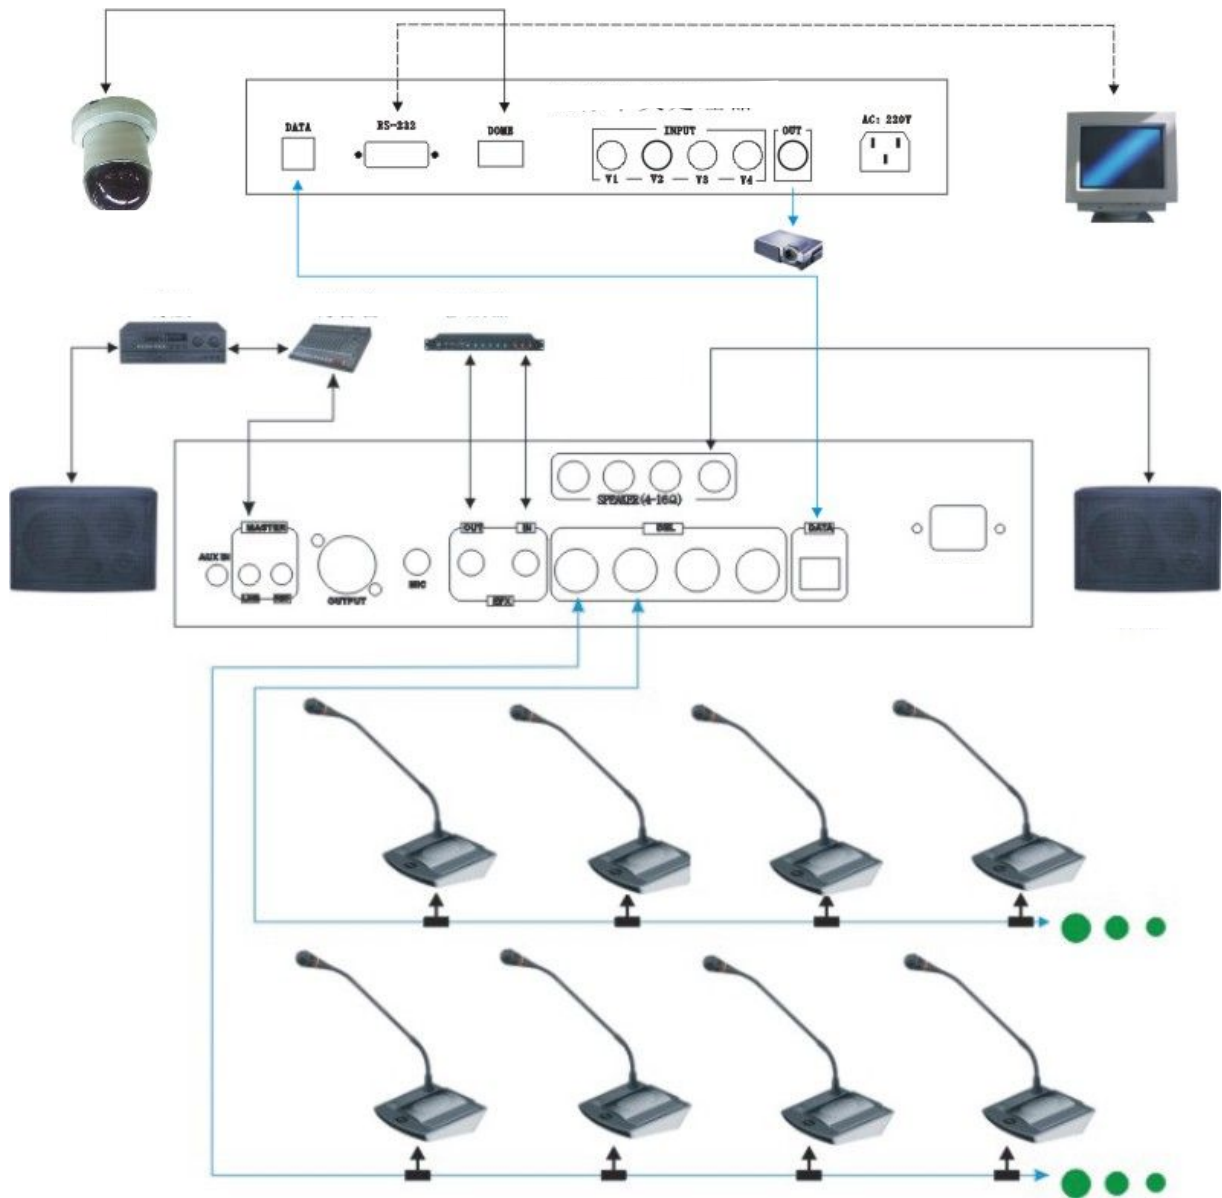 DATA
RS-232
DOME
INPUT
OUT
AC: 220V
V1
V2
V3
V4
SPEAKER(4-16Ω)
MASTER
OUT
IN
DSL
DATA
AUX IN
OUTPUT
MIC
EFX